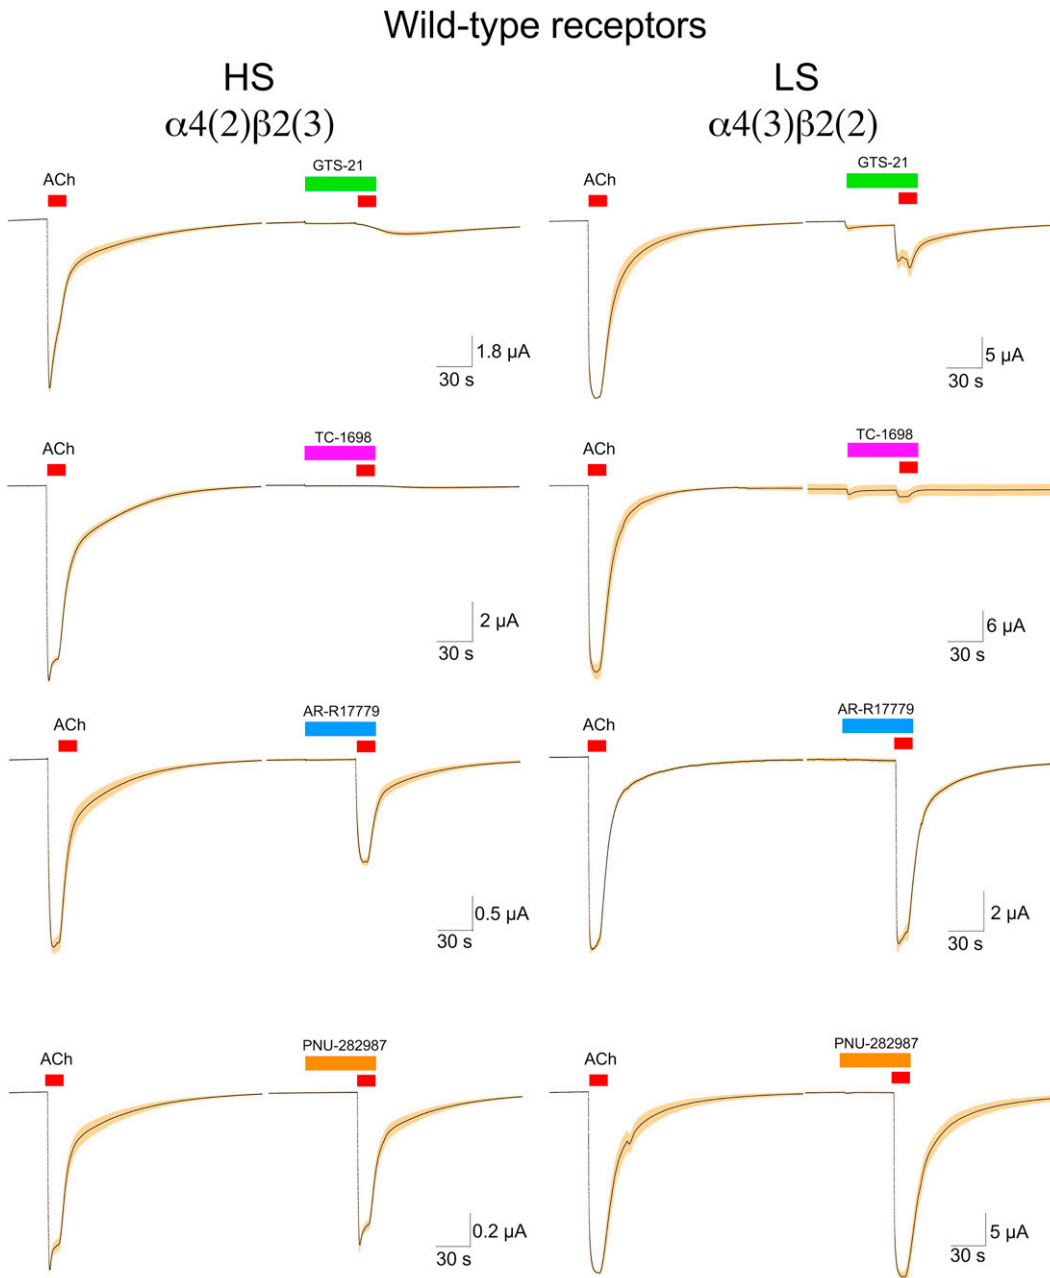 Wild-type receptors
HS
LS
α4(2)β2(3)
α4(3)β2(2)
GTS-21
GTS-21
ACh
ACh
1.8 µA
30 s
5 µA
30 s
TC-1698
TC-1698
ACh
ACh
2 µA
30 s
6 µA
30 s
AR-R17779
AR-R17779
ACh
ACh
0.5 µA
30 s
2 µA
30 s
PNU-282987
PNU-282987
ACh
ACh
0.2 µA
30 s
5 µA
30 s